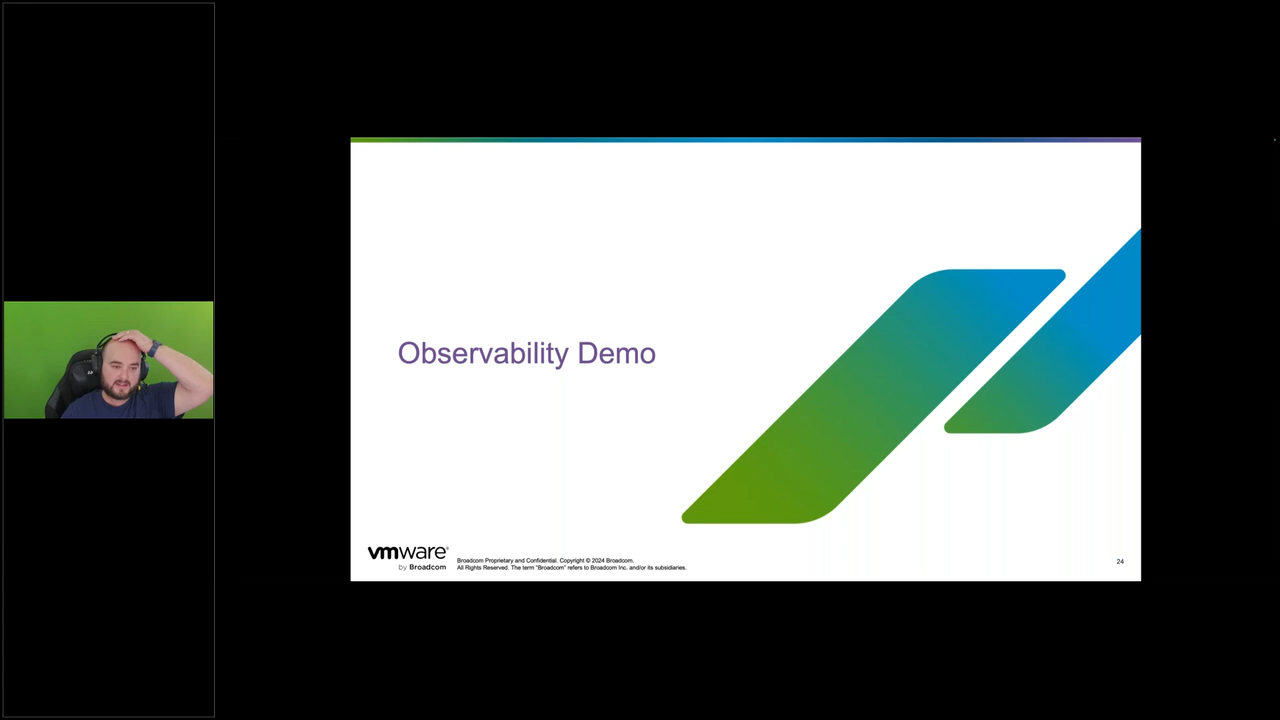 Observability Demo
vmware®
by Broadcom
Broadcom Proprietary and Confidential. Copyright © 2024 Broadcom.
All Rights Reserved. The term "Broadcom" refers to Broadcom Inc. and/or its subsidiaries.
24